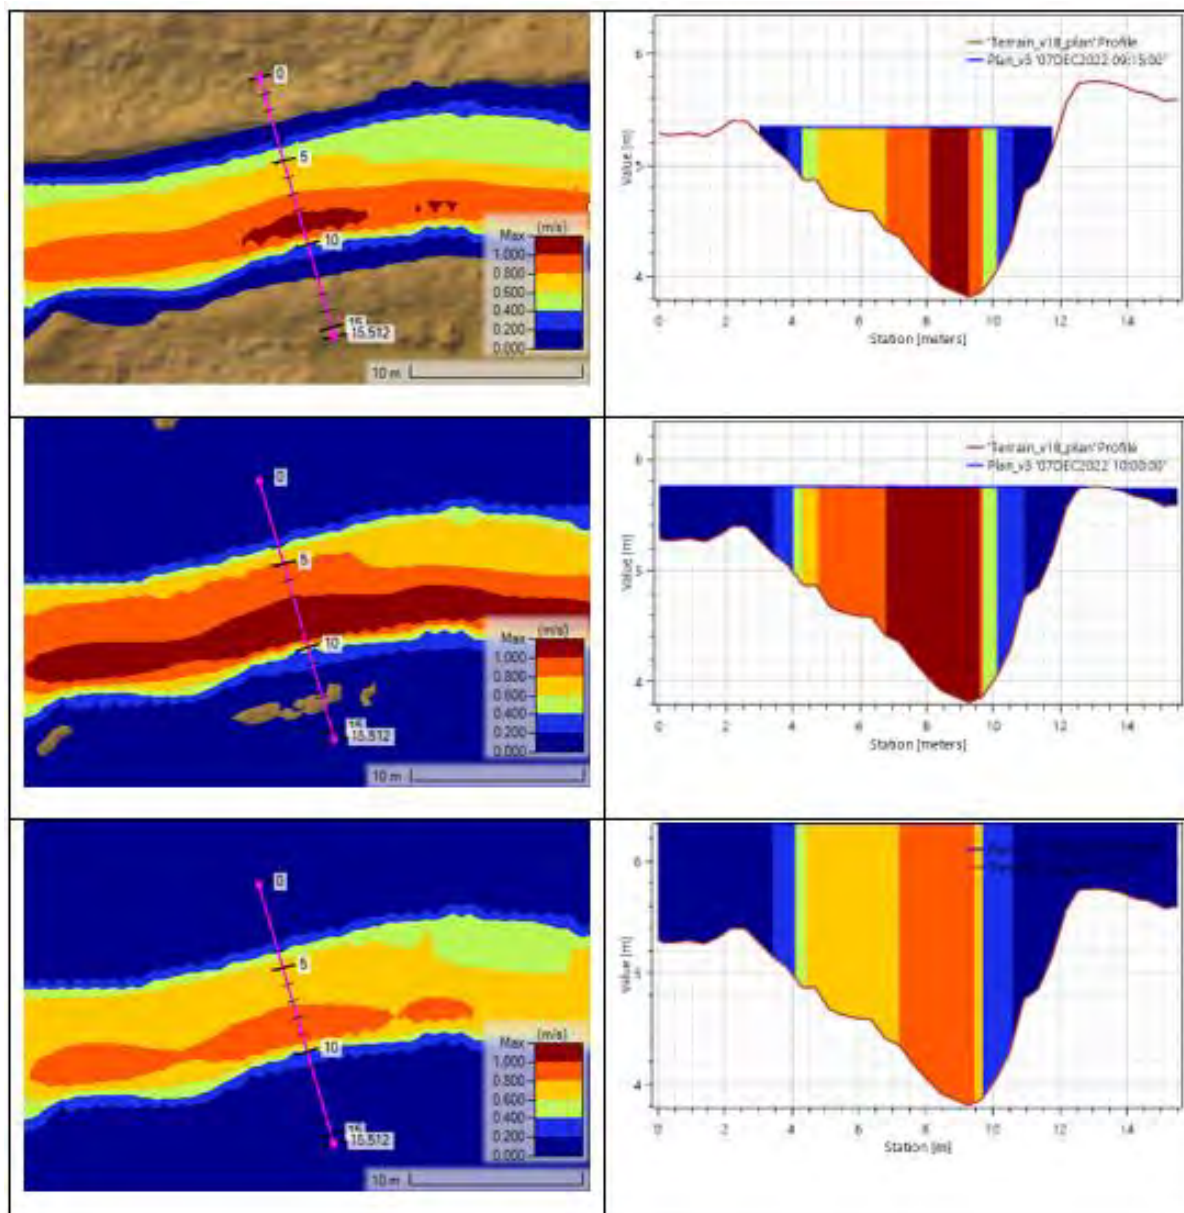 0
5
10
15
15.512
Max (m/s)
1.000
0.800
0.600
0.400
0.200
0.000
10 m
'Terrain_v18_plan' Profile
Plan_v5 '07DEC2022 09:15:00'
Value [m]
6
5
4
0 2 4 6 8 10 12 14
Station [meters]
0
5
10
15
15.512
Max (m/s)
1.000
0.800
0.600
0.400
0.200
0.000
10 m
'Terrain_v18_plan' Profile
Plan_v5 '07DEC2022 10:00:00'
Value [m]
6
5
4
0 2 4 6 8 10 12 14
Station [meters]
0
5
10
15
15.512
Max (m/s)
1.000
0.800
0.600
0.400
0.200
0.000
10 m
Value [m]
6
5
4
0 2 4 6 8 10 12 14
Station [m]